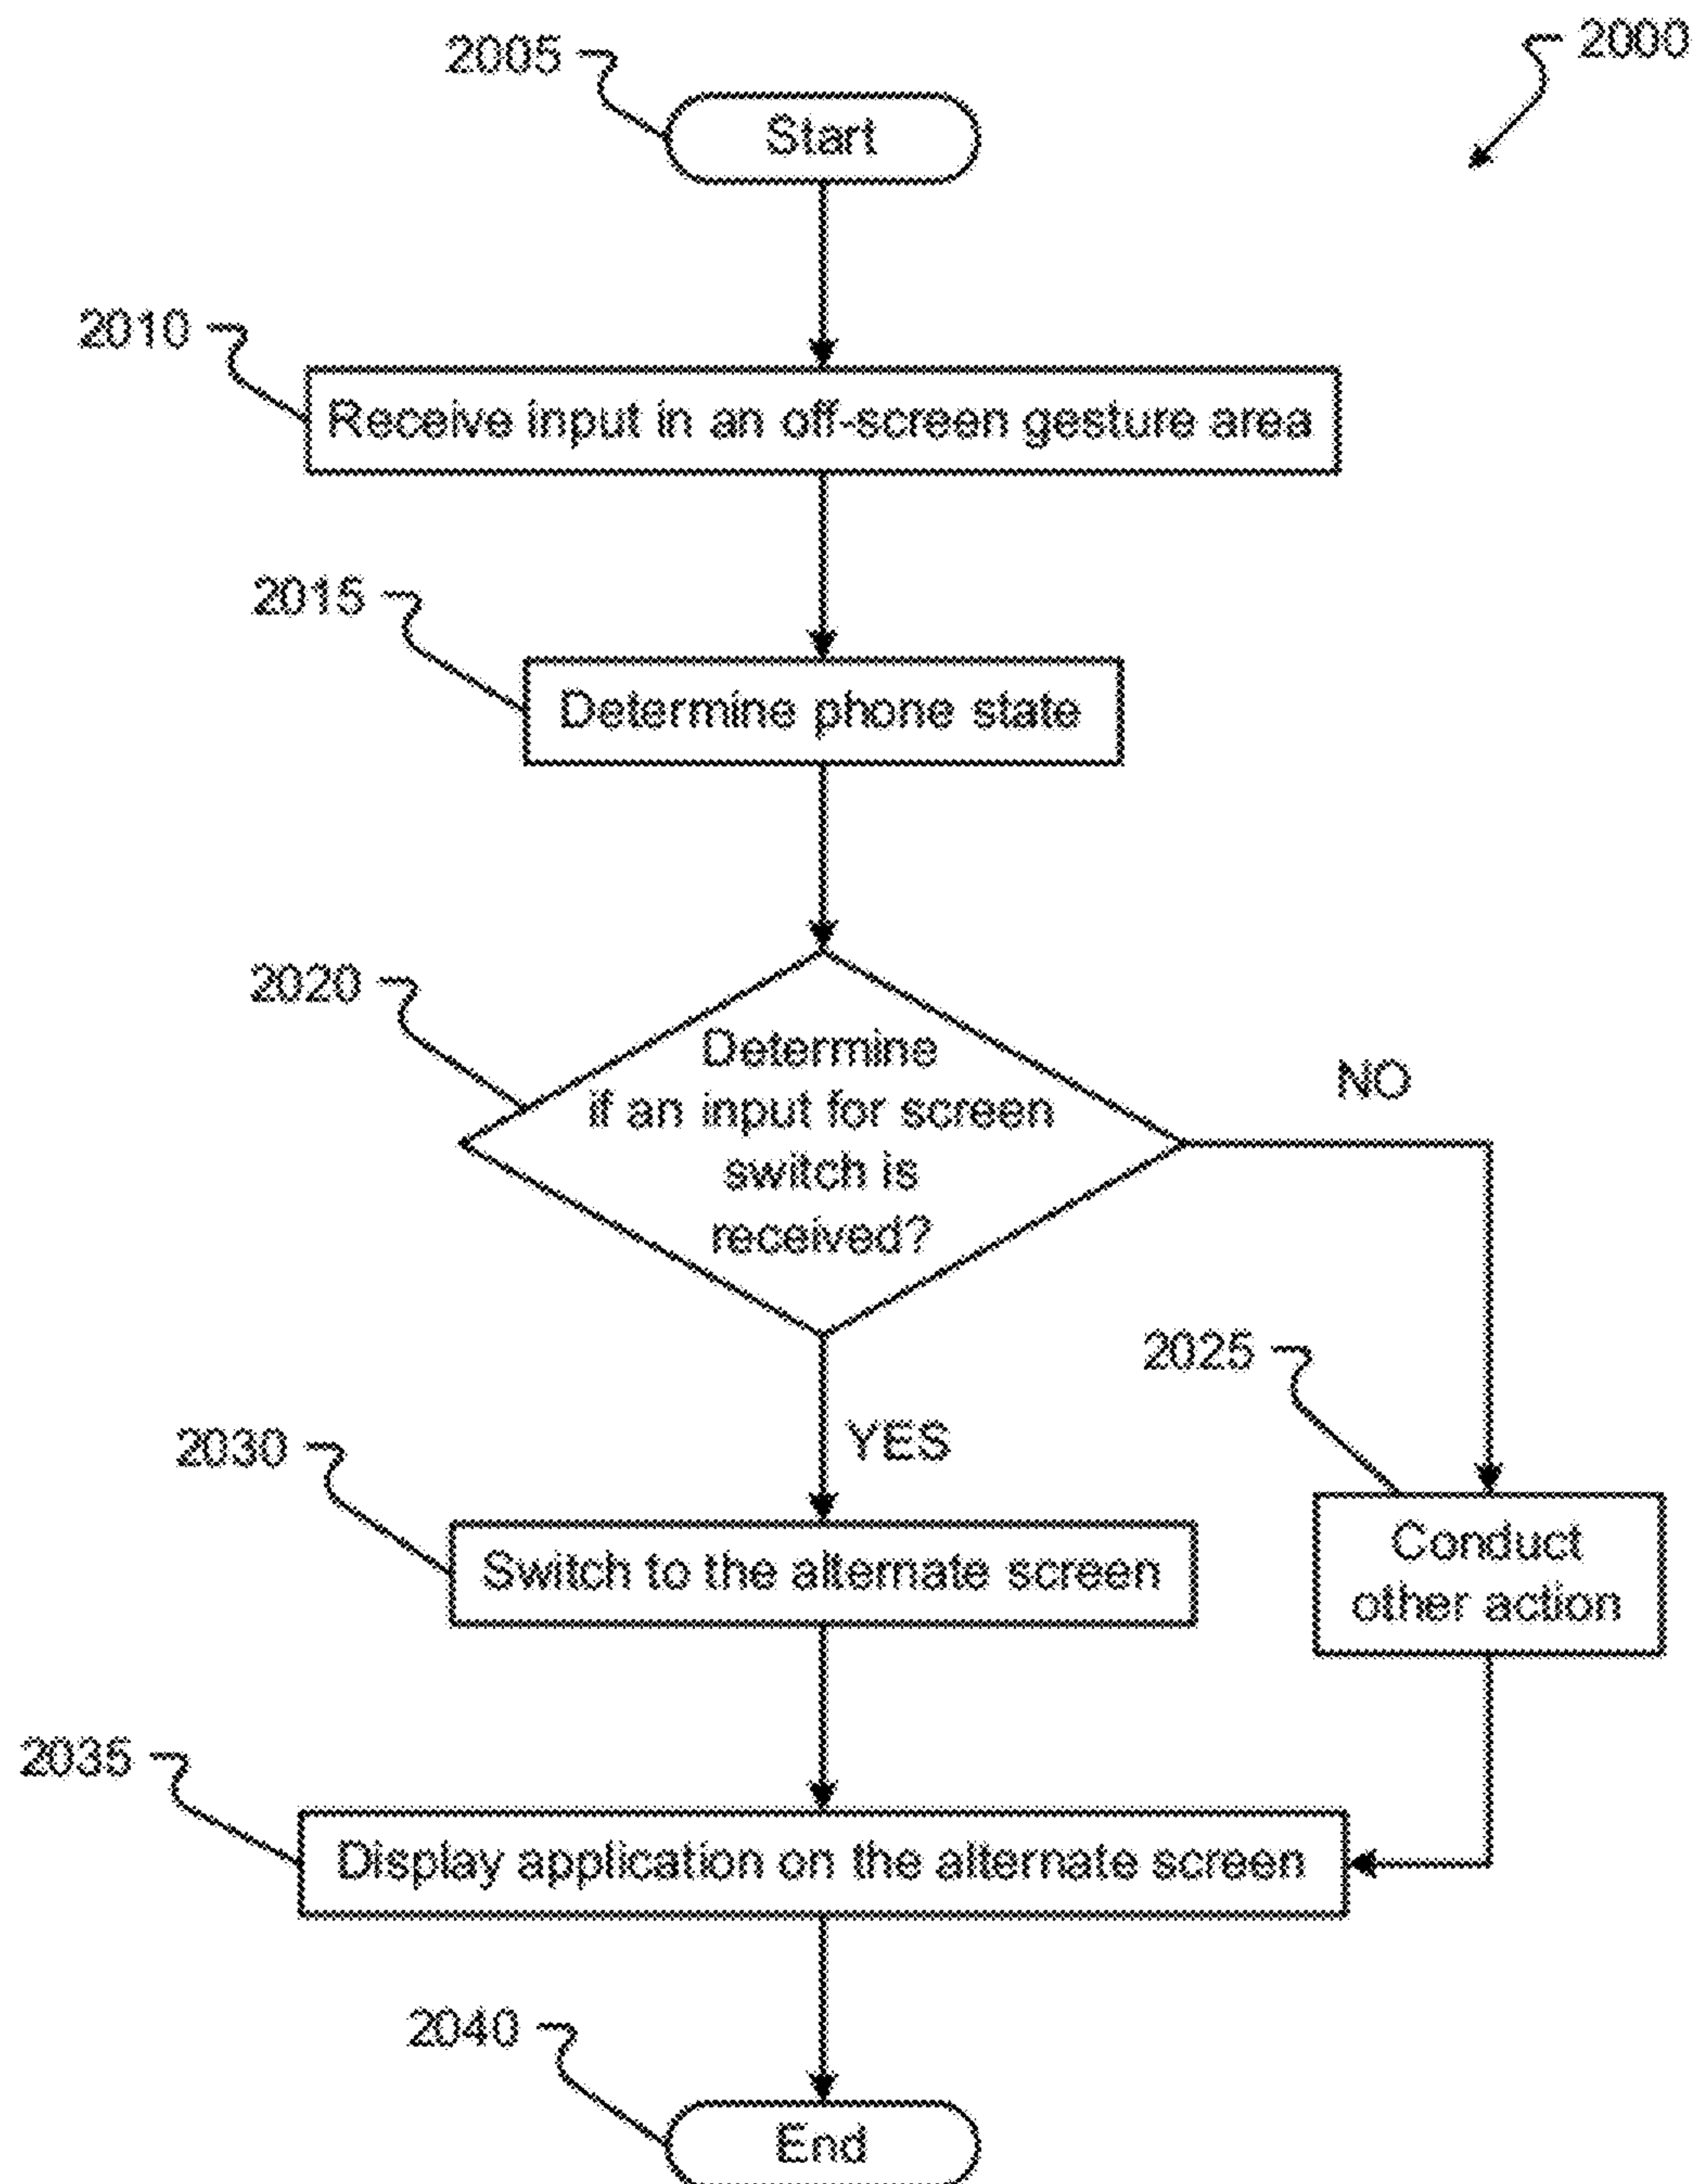 2005
2000
Start
2010
Receive input in an off-screen gesture area
2015
Determine phone state
2020
Determine
if an input for screen
switch is
received?
NO
2025
YES
2030
Switch to the alternate screen
Conduct
other action
2035
Display application on the alternate screen
2040
End